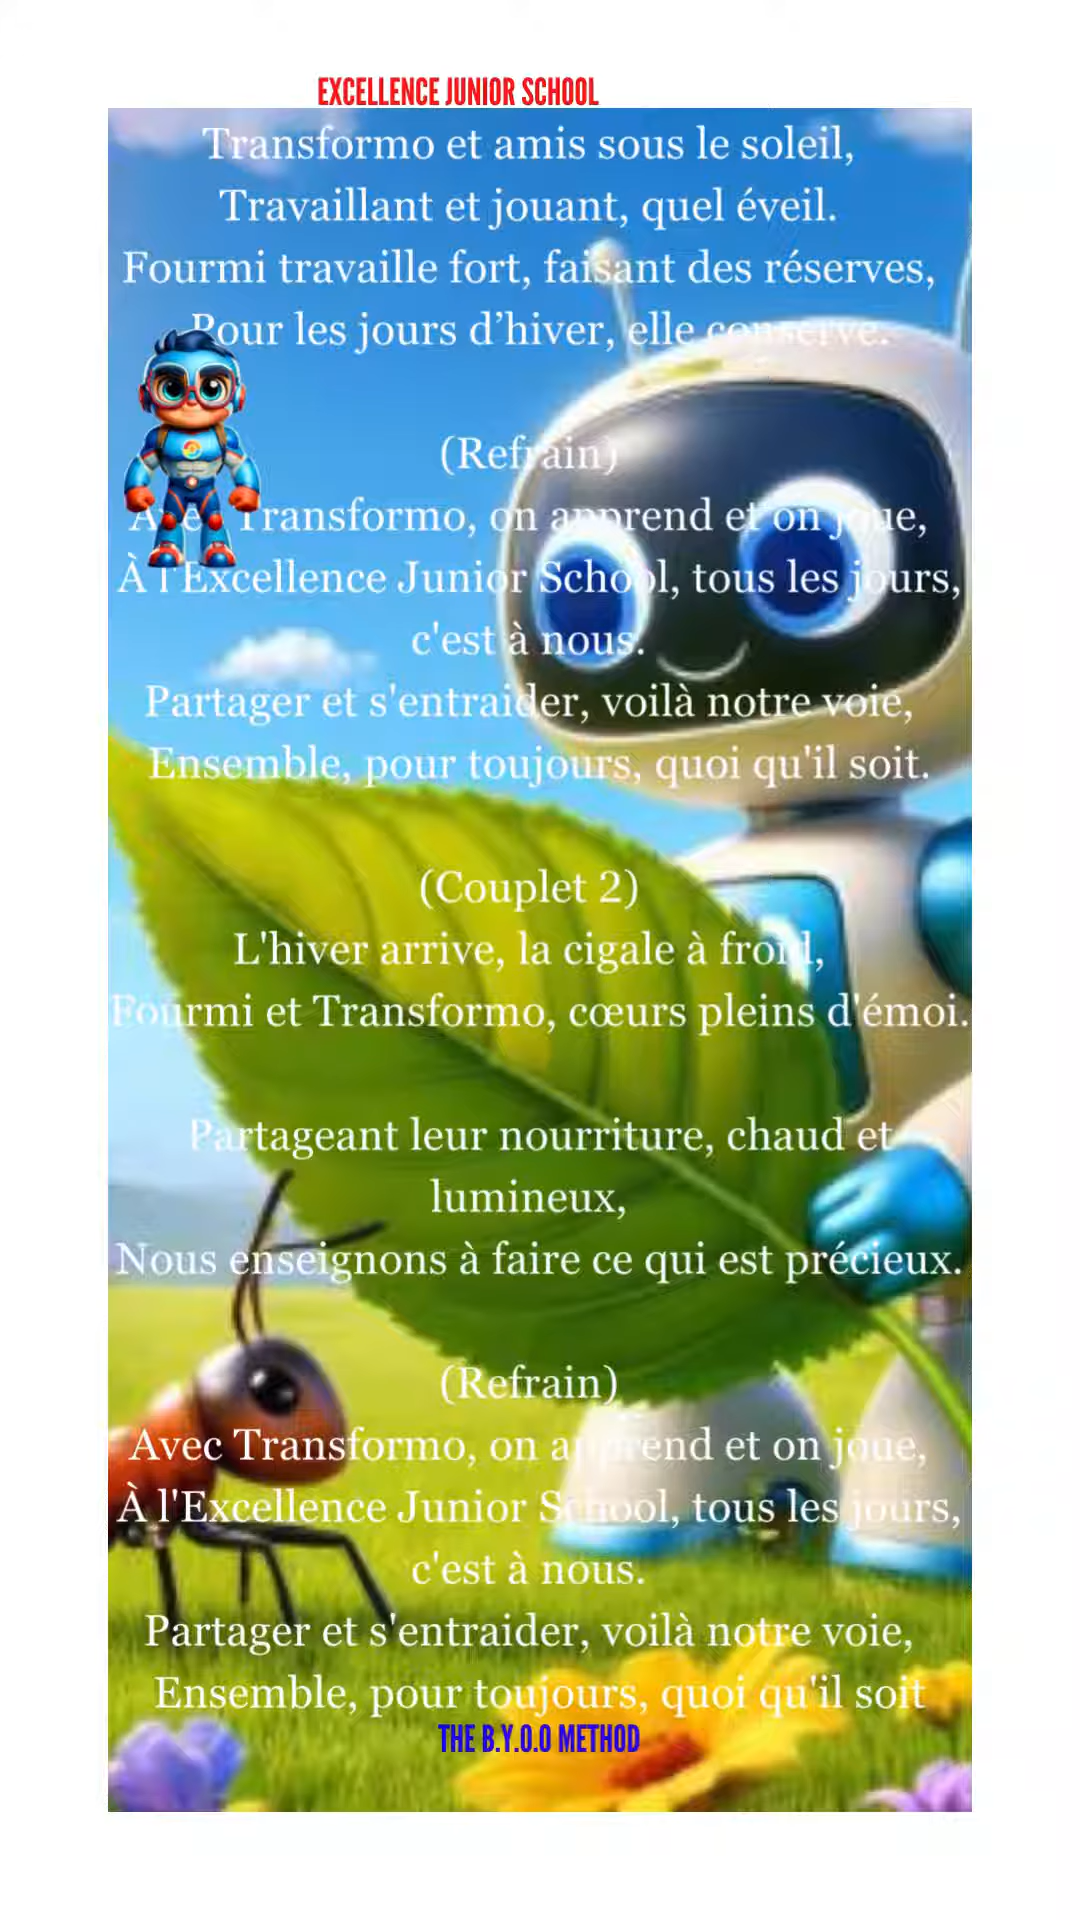 EXCELLENCE JUNIOR SCHOOL
Transformo et amis sous le soleil,
Travaillant et jouant, quel éveil.
Fourmi travaille fort, faisant des réserves,
Pour les jours d’hiver, elle conserve.
(Refrain)
Avec Transformo, on apprend et on joue,
À l'Excellence Junior School, tous les jours,
c'est à nous.
Partager et s'entraider, voilà notre voie,
Ensemble, pour toujours, quoi qu'il soit.
(Couplet 2)
L'hiver arrive, la cigale à froid,
Fourmi et Transformo, cœurs pleins d'émoi.
Partageant leur nourriture, chaud et
lumineux,
Nous enseignons à faire ce qui est précieux.
(Refrain)
Avec Transformo, on apprend et on joue,
À l'Excellence Junior School, tous les jours,
c'est à nous.
Partager et s'entraider, voilà notre voie,
Ensemble, pour toujours, quoi qu'il soit
THE B.Y.O.O METHOD